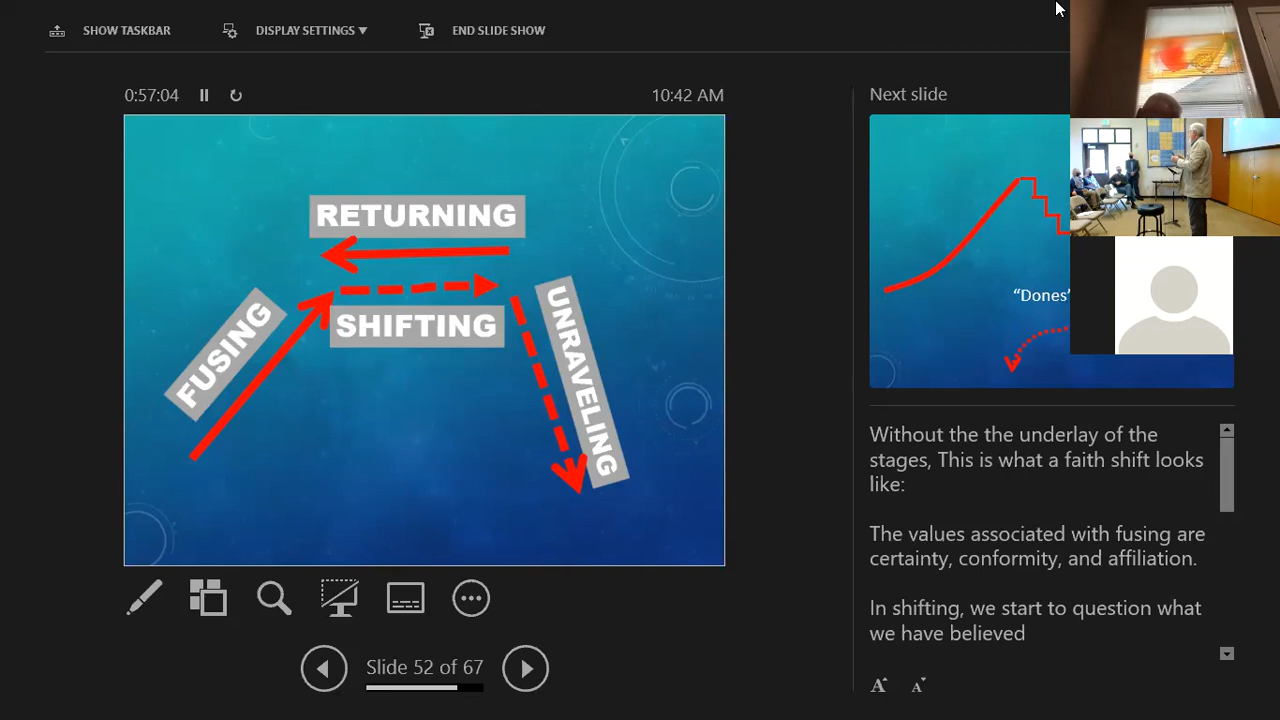 SHOW TASKBAR
DISPLAY SETTINGS
END SLIDE SHOW
0:57:04
10:42 AM
RETURNING
SHIFTING
FUSING
UNRAVELING
Slide 52 of 67
Next slide
“Dones”
Without the the underlay of the
stages, This is what a faith shift looks
like:
The values associated with fusing are
certainty, conformity, and affiliation.
In shifting, we start to question what
we have believed
A
A